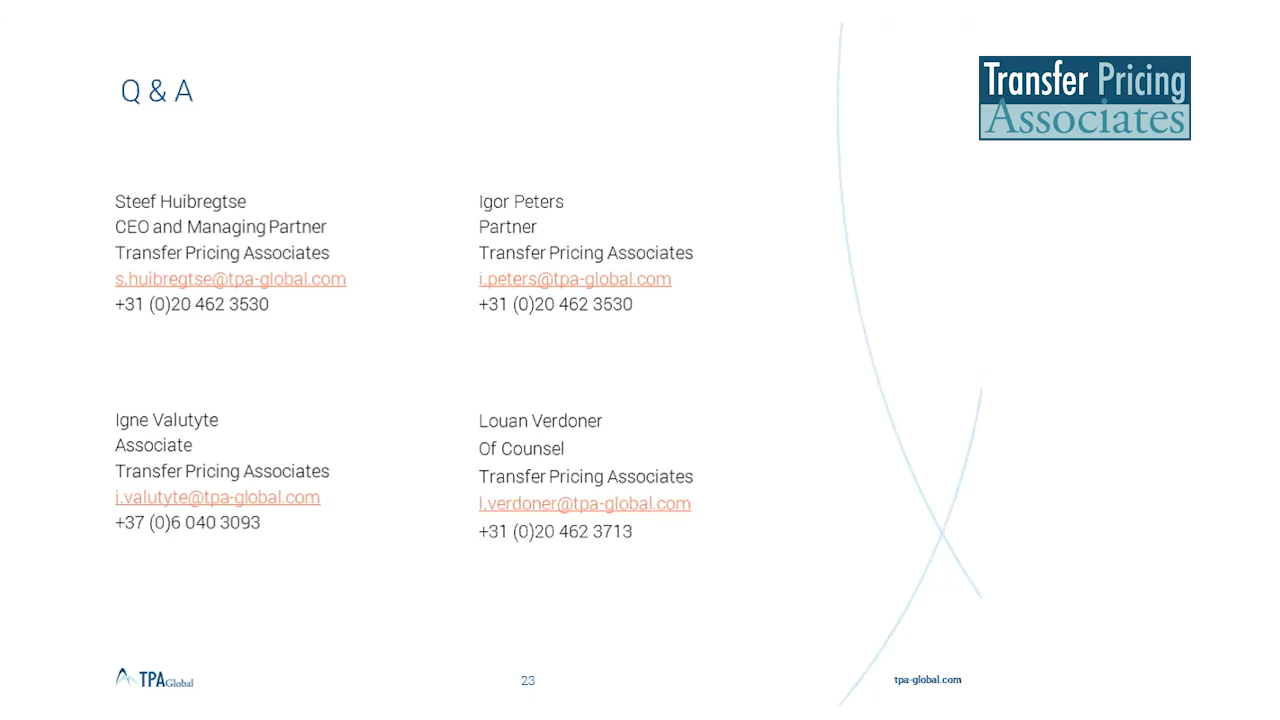 Q & A
Transfer Pricing
Associates
Steef Huibregtse
CEO and Managing Partner
Transfer Pricing Associates
s.huibregtse@tpa-global.com
+31 (0)20 462 3530
Igor Peters
Partner
Transfer Pricing Associates
i.peters@tpa-global.com
+31 (0)20 462 3530
Igne Valutyte
Associate
Transfer Pricing Associates
i.valutyte@tpa-global.com
+37 (0)6 040 3093
Louan Verdoner
Of Counsel
Transfer Pricing Associates
l.verdoner@tpa-global.com
+31 (0)20 462 3713
TPA Global
23
tpa-global.com